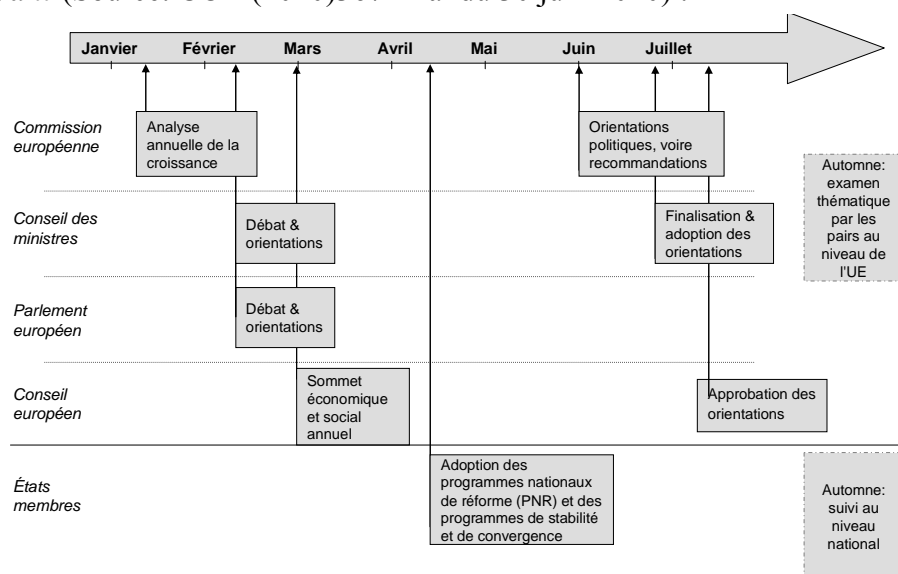 Janvier Février Mars Avril Mai Juin Juillet
Commission
européenne
Analyse
annuelle de la
croissance
Orientations
politiques, voire
recommandations
Automne:
examen
thématique
par les
pairs au
niveau de
l'UE
Conseil des
ministres
Débat &
orientations
Finalisation &
adoption des
orientations
Parlement
européen
Débat &
orientations
Conseil
européen
Sommet
économique
et social
annuel
Approbation des
orientations
États
membres
Adoption des
programmes nationaux
de réforme (PNR) et des
programmes de stabilité
et de convergence
Automne:
suivi au
niveau
national